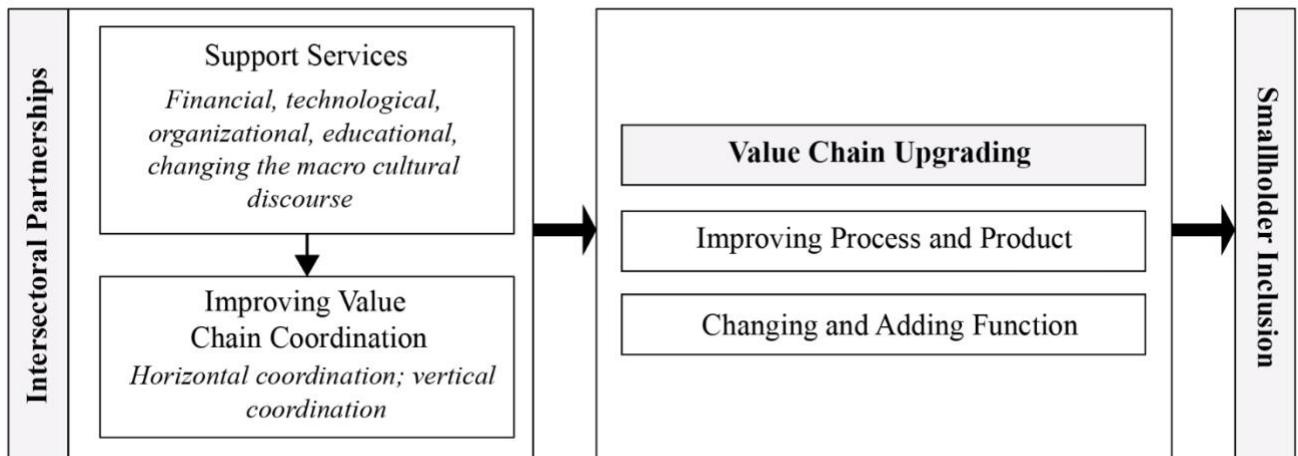 Intersectoral Partnerships
Support Services
Financial, technological,
organizational, educational,
changing the macro cultural
discourse
Improving Value
Chain Coordination
Horizontal coordination; vertical
coordination
Value Chain Upgrading
Improving Process and Product
Changing and Adding Function
Smallholder Inclusion